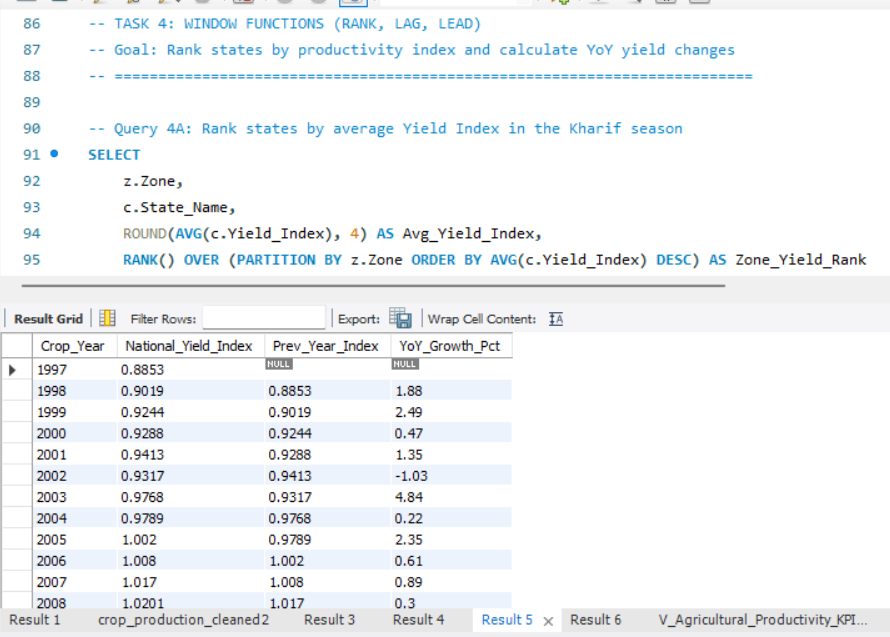 86 -- TASK 4: WINDOW FUNCTIONS (RANK, LAG, LEAD)
87 -- Goal: Rank states by productivity index and calculate YoY yield changes
88 -- ==========================================================================
89
90 -- Query 4A: Rank states by average Yield Index in the Kharif season
91 SELECT
92 z.Zone,
93 c.State_Name,
94 ROUND(AVG(c.Yield_Index), 4) AS Avg_Yield_Index,
95 RANK() OVER (PARTITION BY z.Zone ORDER BY AVG(c.Yield_Index) DESC) AS Zone_Yield_Rank
Result Grid Filter Rows: Export: Wrap Cell Content: IA
Crop_Year National_Yield_Index Prev_Year_Index YoY_Growth_Pct
1997 0.8853 NULL NULL
1998 0.9019 0.8853 1.88
1999 0.9244 0.9019 2.49
2000 0.9288 0.9244 0.47
2001 0.9413 0.9288 1.35
2002 0.9317 0.9413 -1.03
2003 0.9768 0.9317 4.84
2004 0.9789 0.9768 0.22
2005 1.002 0.9789 2.35
2006 1.008 1.002 0.61
2007 1.017 1.008 0.89
2008 1.0201 1.017 0.3
Result 1 crop_production_cleaned2 Result 3 Result 4 Result 5 Result 6 V_Agricultural_Productivity_KPI...